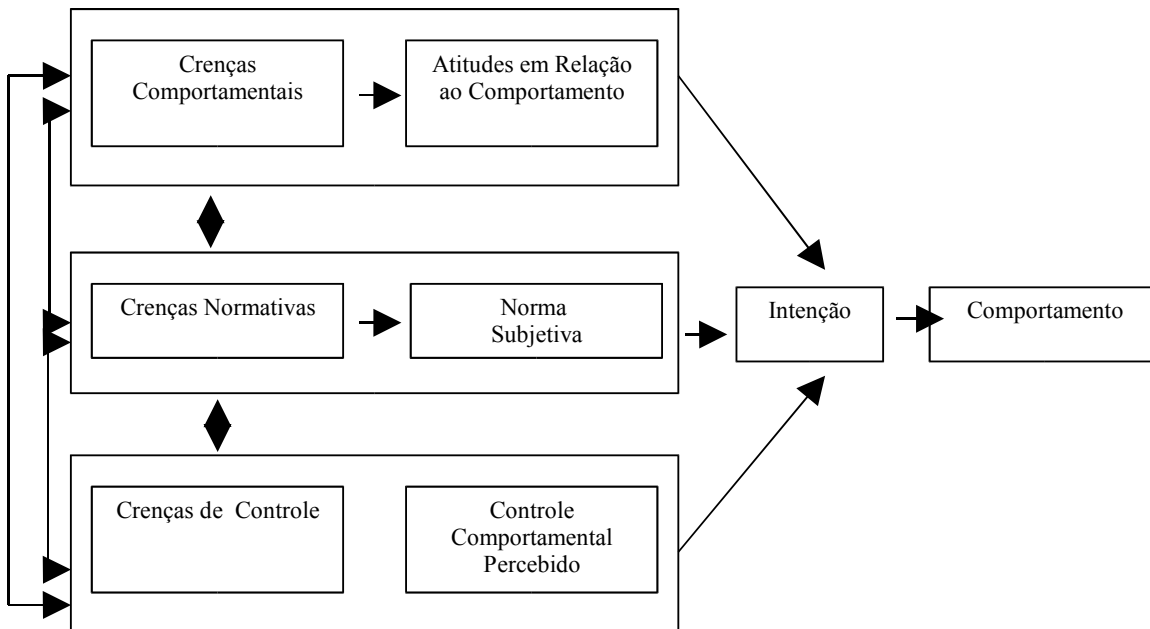 Crenças
Comportamentais
Atitudes em Relação
ao Comportamento
Crenças Normativas
Norma
Subjetiva
Intenção
Comportamento
Crenças de Controle
Controle
Comportamental
Percebido